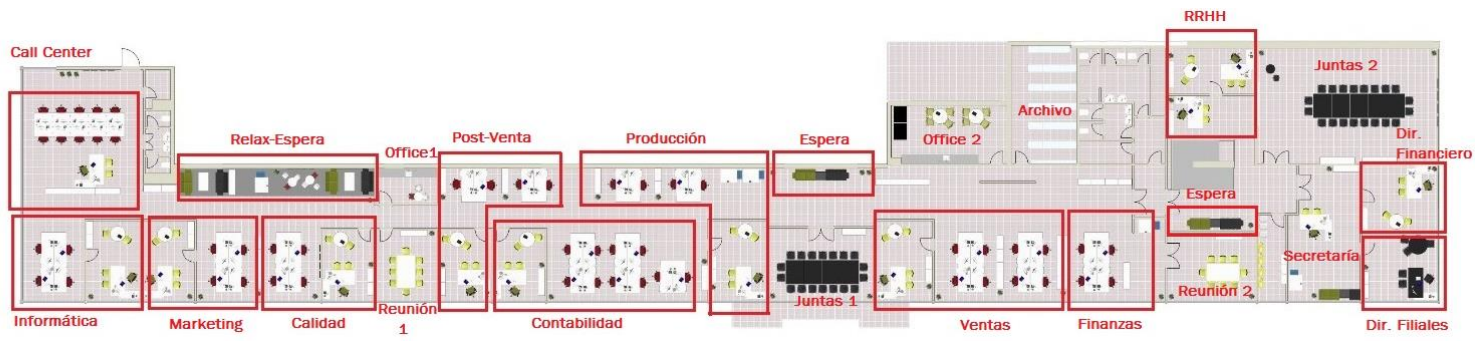 RRHH
Call Center
Juntas 2
Relax-Espera
Post-Venta
Producción
Espera
Archivo
Office 2
Office1
Dir.
Financiero
Espera
Secretaría
Reunión 2
Juntas 1
Informática
Marketing
Calidad
Reunión
1
Contabilidad
Ventas
Finanzas
Dir. Filiales